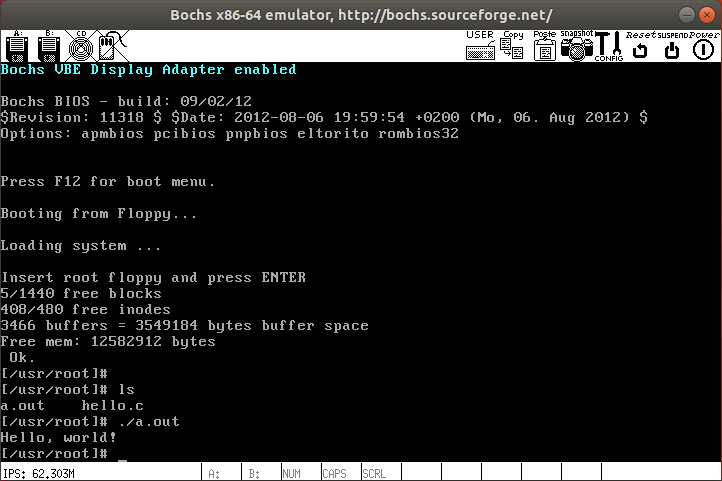 Bochs x86-64 emulator, http://bochs.sourceforge.net/
A: B: CD USER Copy Paste snapshot CONFIG Reset SUSPEND Power
Bochs VBE Display Adapter enabled
Bochs BIOS - build: 09/02/12
$Revision: 11318 $ $Date: 2012-08-06 19:59:54 +0200 (Mo, 06. Aug 2012) $
Options: apmbios pcibios pnpbios eltorito rombios32
Press F12 for boot menu.
Booting from Floppy...
Loading system ...
Insert root floppy and press ENTER
5/1440 free blocks
408/480 free inodes
3466 buffers = 3549184 bytes buffer space
Free mem: 12582912 bytes
Ok.
[/usr/root]#
[/usr/root]# ls
a.out hello.c
[/usr/root]# ./a.out
Hello, world!
[/usr/root]# _
IPS: 62.303M A: B: NUM CAPS SCRL